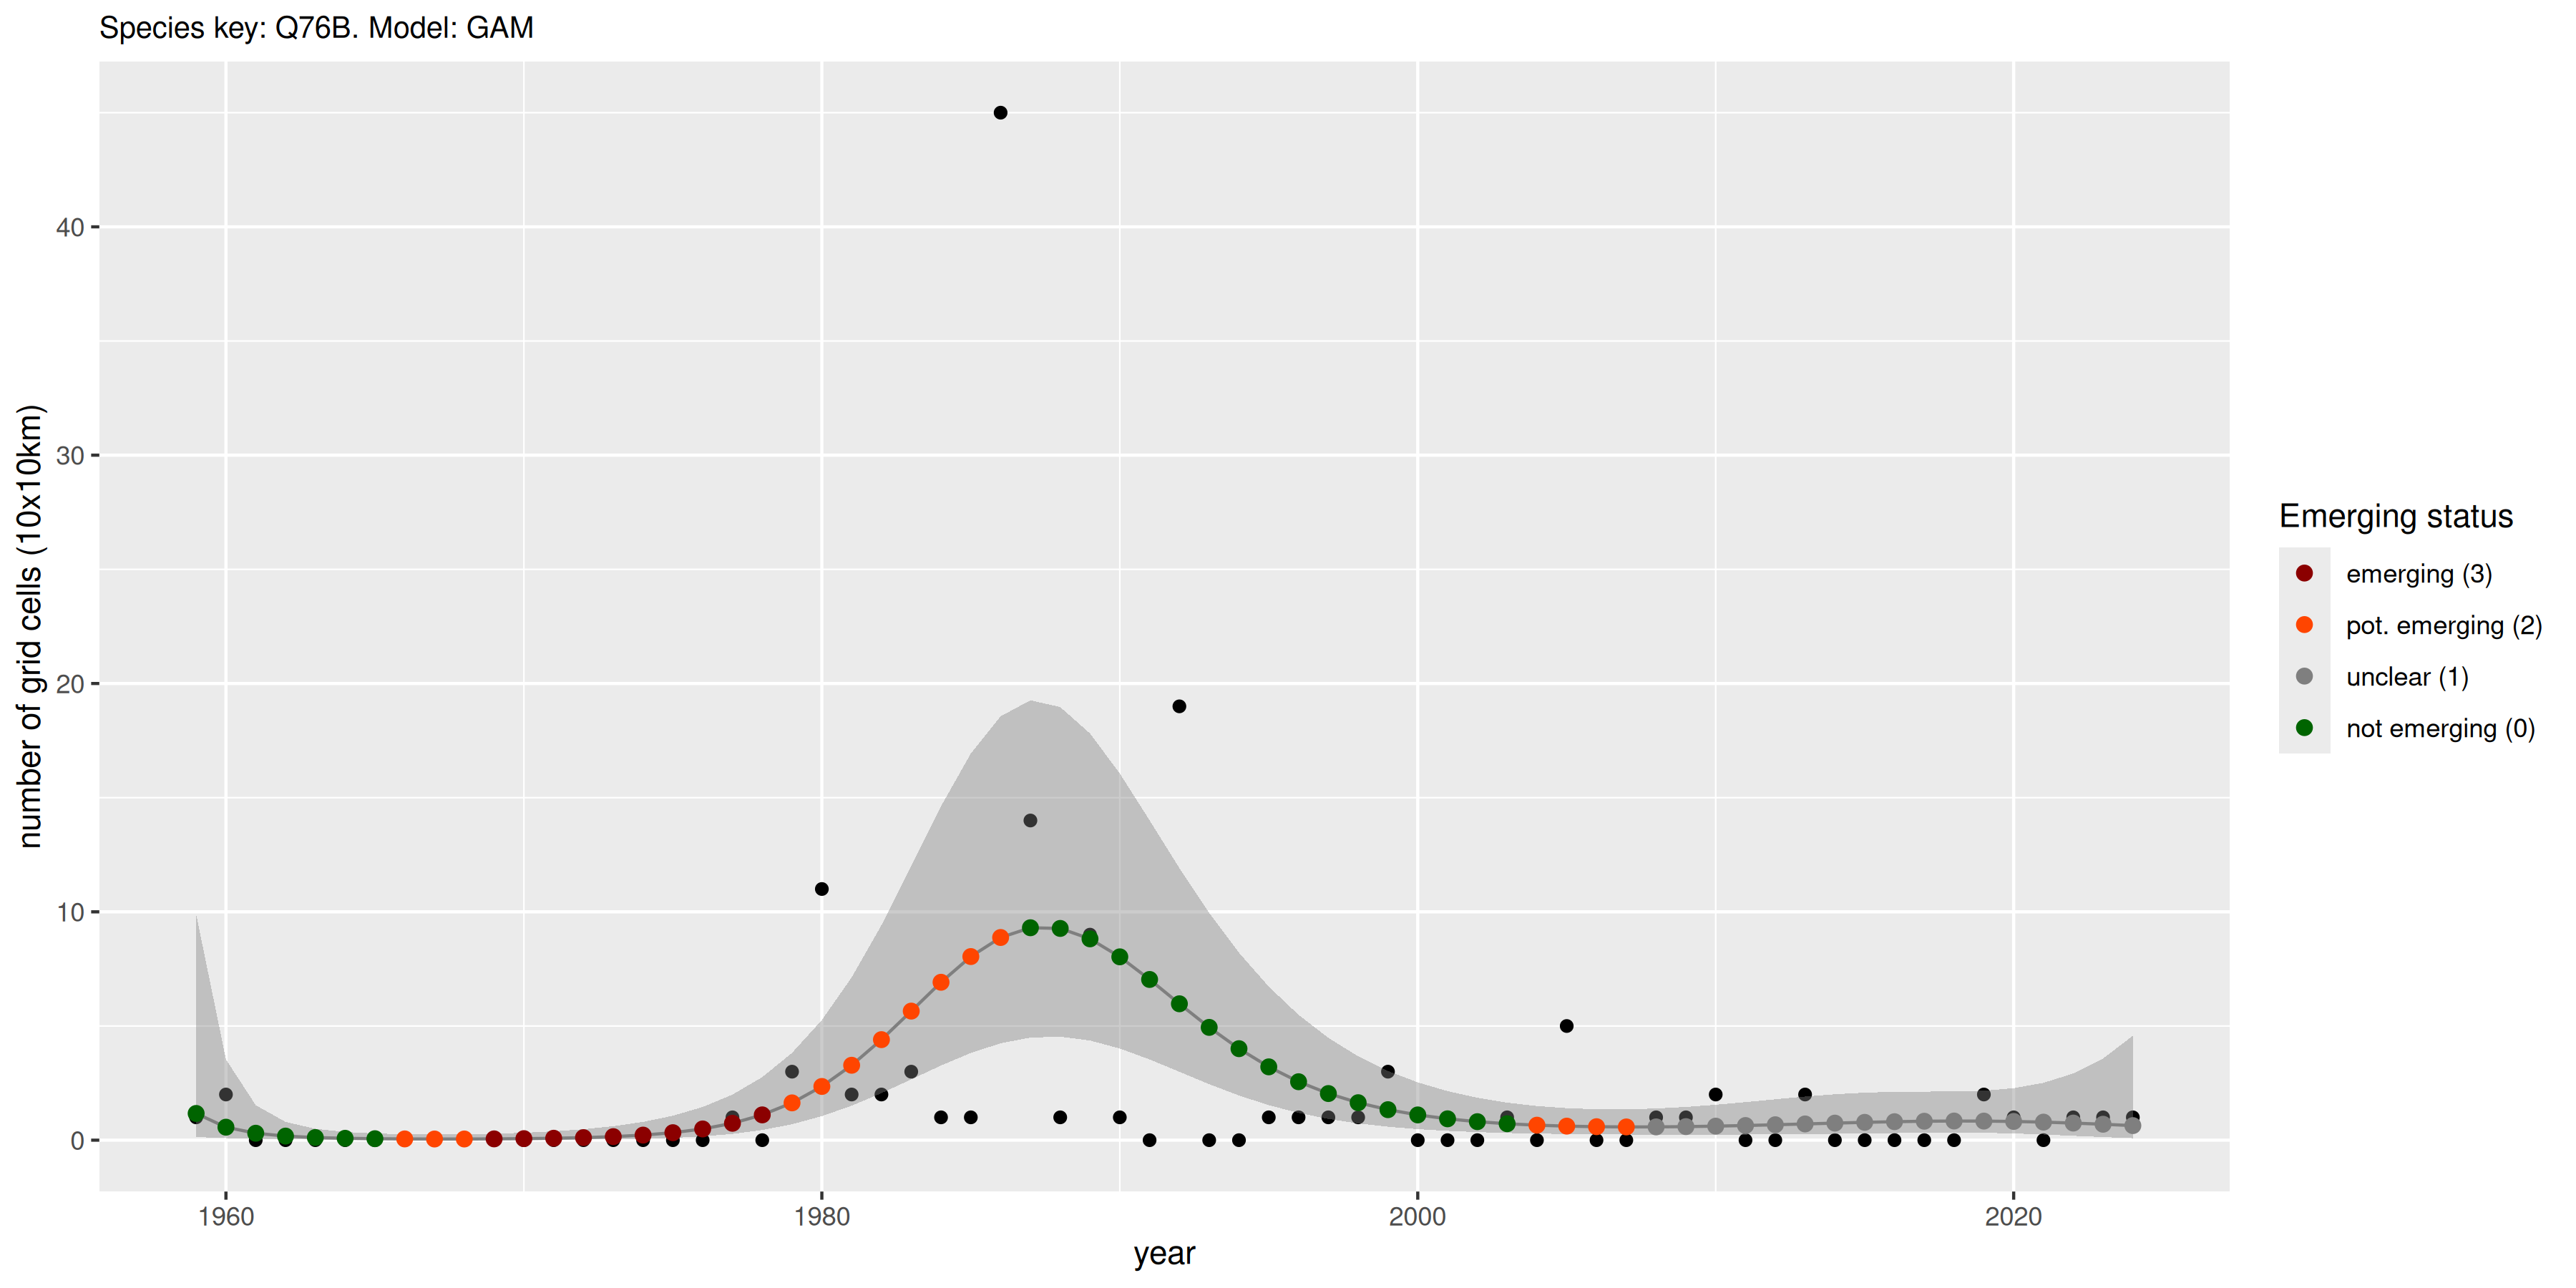 Species key: Q76B. Model: GAM
number of grid cells (10x10km)
40
30
20
10
0
1960
1980
2000
2020
year
Emerging status
emerging (3)
pot. emerging (2)
unclear (1)
not emerging (0)